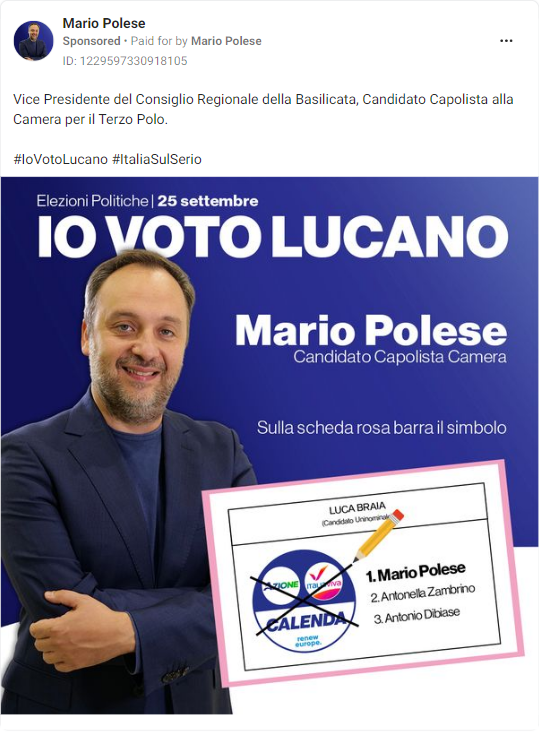 Mario Polese
Sponsored • Paid for by Mario Polese
ID: 1229597330918105
Vice Presidente del Consiglio Regionale della Basilicata, Candidato Capolista alla
Camera per il Terzo Polo.
#IoVotoLucano #ItaliaSulSerio
Elezioni Politiche | 25 settembre
IO VOTO LUCANO
Mario Polese
Candidato Capolista Camera
Sulla scheda rosa barra il simbolo
LUCA BRAIA
(Candidato Uninominale
AZIONE
ITALIA VIVA
CALENDA
renew
europe.
1. Mario Polese
2. Antonella Zambrino
3. Antonio Dibiase